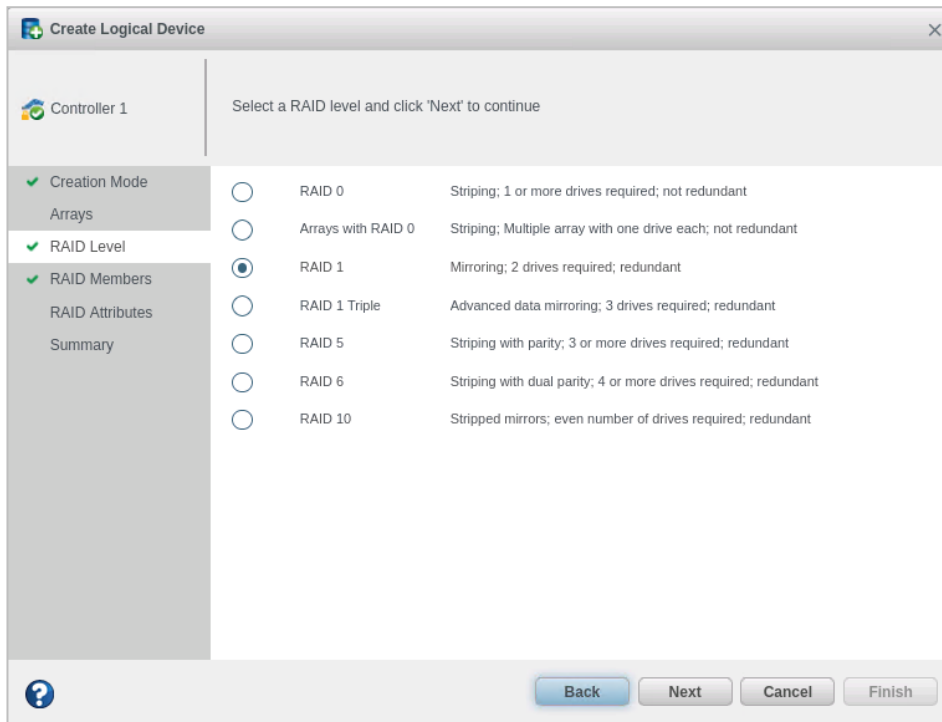 Create Logical Device
Controller 1
Select a RAID level and click 'Next' to continue
Creation Mode
Arrays
RAID Level
RAID Members
RAID Attributes
Summary
RAID 0 Striping; 1 or more drives required; not redundant
Arrays with RAID 0 Striping; Multiple array with one drive each; not redundant
RAID 1 Mirroring; 2 drives required; redundant
RAID 1 Triple Advanced data mirroring; 3 drives required; redundant
RAID 5 Striping with parity; 3 or more drives required; redundant
RAID 6 Striping with dual parity; 4 or more drives required; redundant
RAID 10 Stripped mirrors; even number of drives required; redundant
? Back Next Cancel Finish